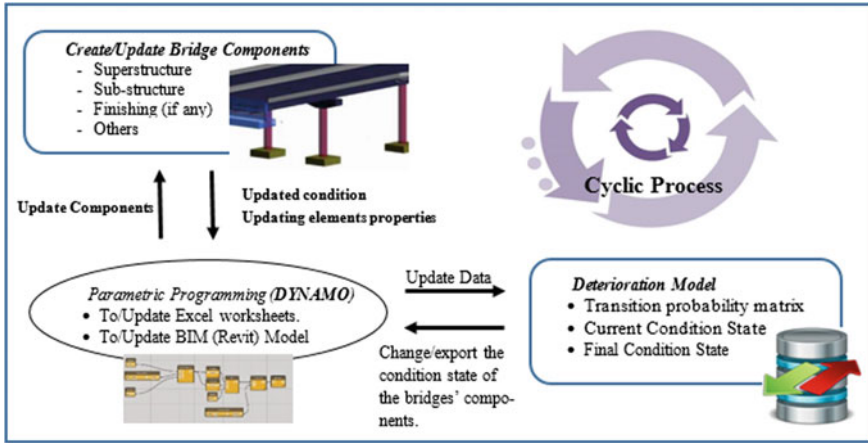 Create/Update Bridge Components
- Superstructure
- Sub-structure
- Finishing (if any)
- Others
Cyclic Process
Update Components
Updated condition
Updating elements properties
Parametric Programming (DYNAMO)
• To/Update Excel worksheets.
• To/Update BIM (Revit) Model
Update Data
Change/export the
condition state of
the bridges' compo-
nents.
Deterioration Model
• Transition probability matrix
• Current Condition State
• Final Condition State